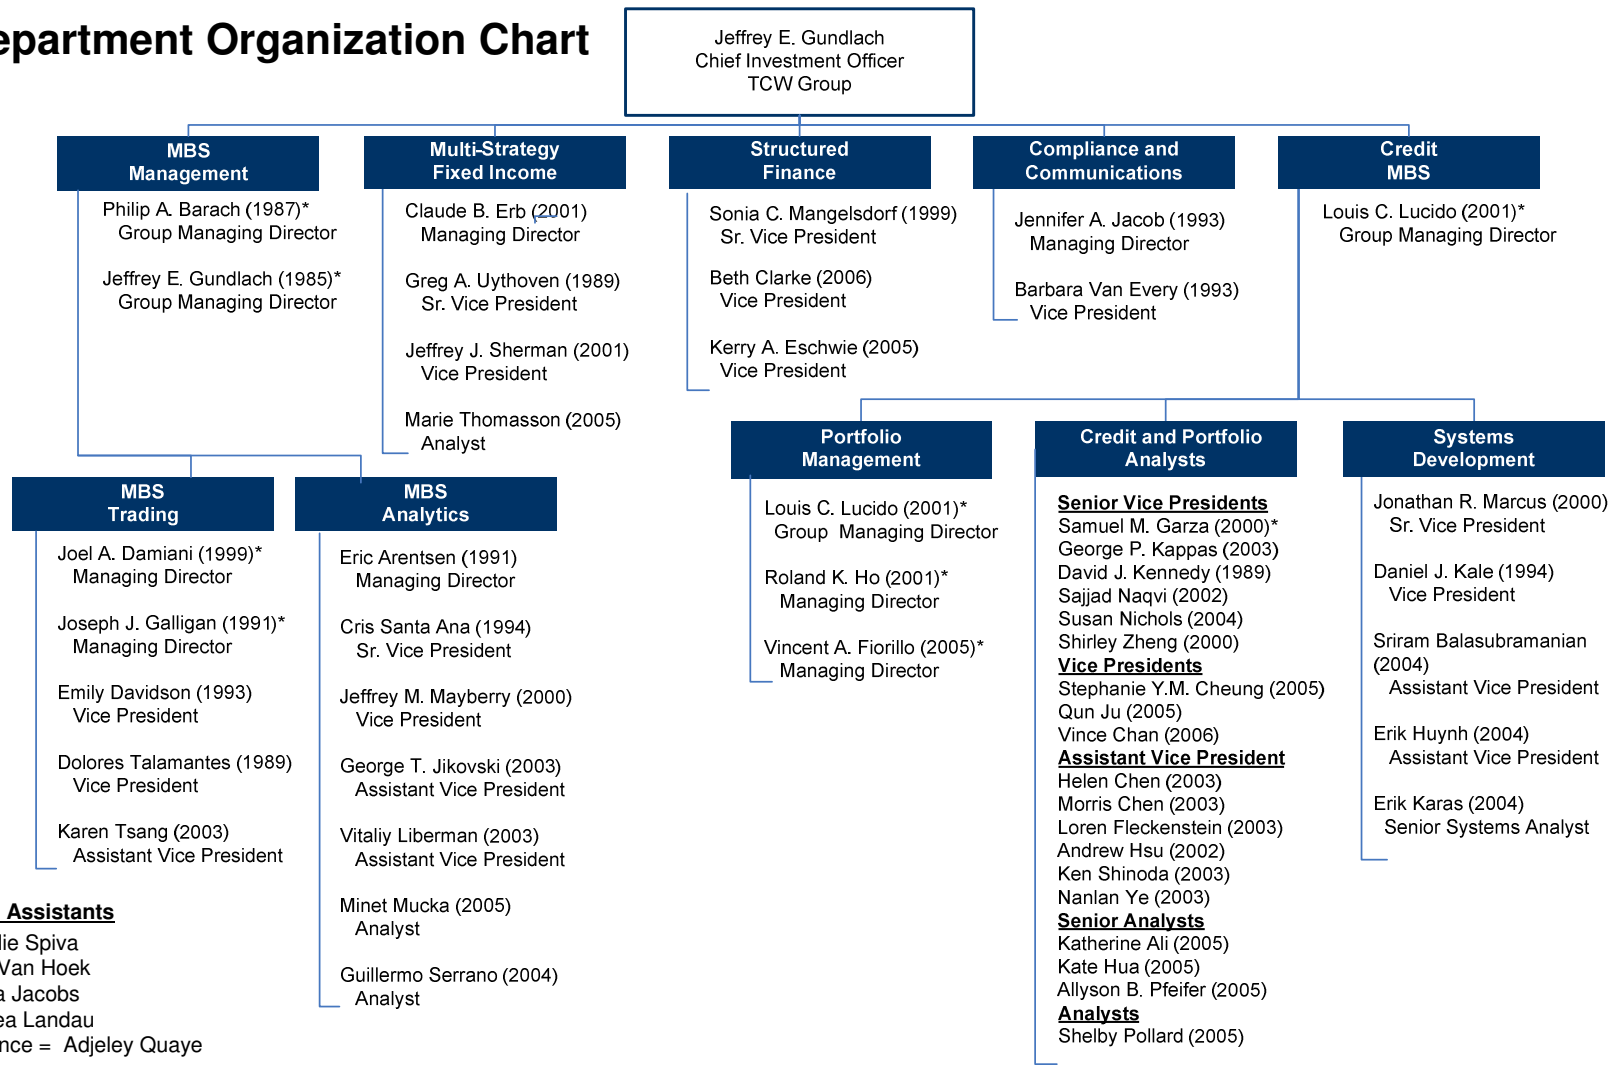 epartment Organization Chart
Jeffrey E. Gundlach
Chief Investment Officer
TCW Group
MBS
Management
Philip A. Barach (1987)*
Group Managing Director
Jeffrey E. Gundlach (1985)*
Group Managing Director
Multi-Strategy
Fixed Income
Claude B. Erb (2001)
Managing Director
Greg A. Uythoven (1989)
Sr. Vice President
Jeffrey J. Sherman (2001)
Vice President
Marie Thomasson (2005)
Analyst
Structured
Finance
Sonia C. Mangelsdorf (1999)
Sr. Vice President
Beth Clarke (2006)
Vice President
Kerry A. Eschwie (2005)
Vice President
Compliance and
Communications
Jennifer A. Jacob (1993)
Managing Director
Barbara Van Every (1993)
Vice President
Credit
MBS
Louis C. Lucido (2001)*
Group Managing Director
MBS
Trading
Joel A. Damiani (1999)*
Managing Director
Joseph J. Galligan (1991)*
Managing Director
Emily Davidson (1993)
Vice President
Dolores Talamantes (1989)
Vice President
Karen Tsang (2003)
Assistant Vice President
MBS
Analytics
Eric Arentsen (1991)
Managing Director
Cris Santa Ana (1994)
Sr. Vice President
Jeffrey M. Mayberry (2000)
Vice President
George T. Jikovski (2003)
Assistant Vice President
Vitaliy Liberman (2003)
Assistant Vice President
Minet Mucka (2005)
Analyst
Guillermo Serrano (2004)
Analyst
Portfolio
Management
Louis C. Lucido (2001)*
Group Managing Director
Roland K. Ho (2001)*
Managing Director
Vincent A. Fiorillo (2005)*
Managing Director
Credit and Portfolio
Analysts
Senior Vice Presidents
Samuel M. Garza (2000)*
George P. Kappas (2003)
David J. Kennedy (1989)
Sajjad Naqvi (2002)
Susan Nichols (2004)
Shirley Zheng (2000)
Vice Presidents
Stephanie Y.M. Cheung (2005)
Qun Ju (2005)
Vince Chan (2006)
Assistant Vice President
Helen Chen (2003)
Morris Chen (2003)
Loren Fleckenstein (2003)
Andrew Hsu (2002)
Ken Shinoda (2003)
Nanlan Ye (2003)
Senior Analysts
Katherine Ali (2005)
Kate Hua (2005)
Allyson B. Pfeifer (2005)
Analysts
Shelby Pollard (2005)
Systems
Development
Jonathan R. Marcus (2000)
Sr. Vice President
Daniel J. Kale (1994)
Vice President
Sriram Balasubramanian
(2004)
Assistant Vice President
Erik Huynh (2004)
Assistant Vice President
Erik Karas (2004)
Senior Systems Analyst
Assistants
lie Spiva
Van Hoek
a Jacobs
ea Landau
nce = Adjeley Quaye